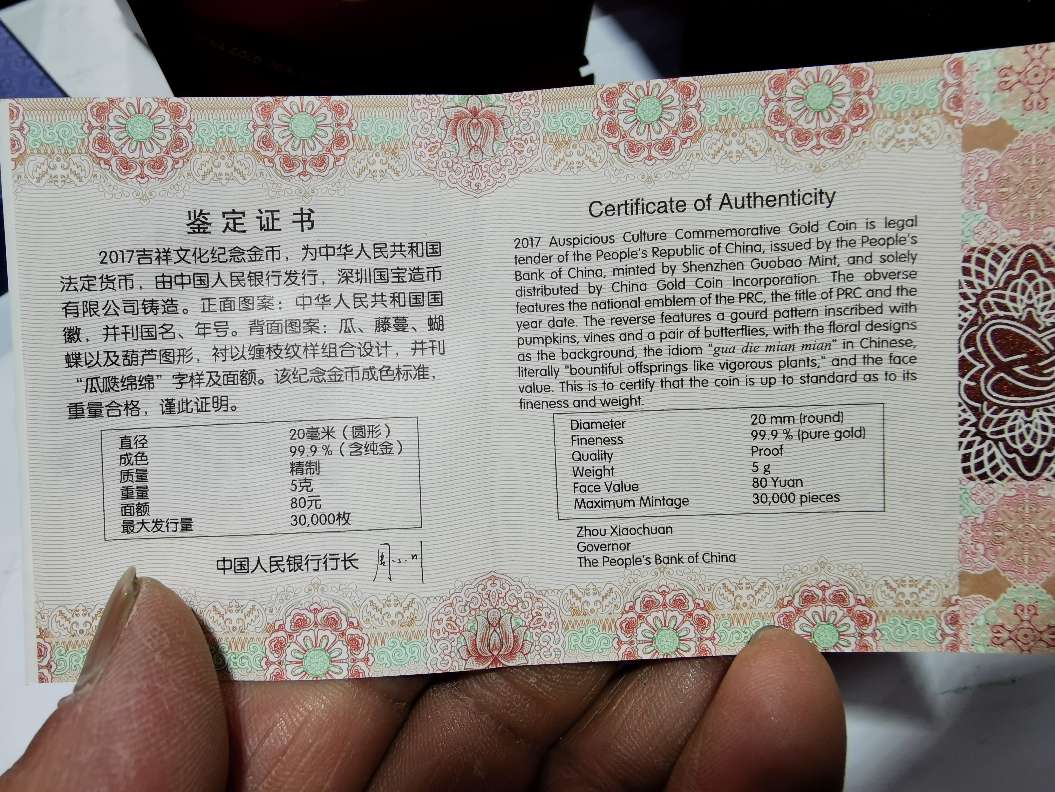 鉴定证书
2017吉祥文化纪念金币，为中华人民共和国
法定货币，由中国人民银行发行，深圳国宝造币
有限公司铸造。正面图案：中华人民共和国国
徽，并刊国名、年号。背面图案：瓜、藤蔓、蝴
蝶以及葫芦图形，衬以缠枝纹样组合设计，并刊
“瓜瓞绵绵”字样及面额。该纪念金币成色标准，
重量合格，谨此证明。
直径 20毫米（圆形）
成色 99.9％（含纯金）
质量 精制
重量 5克
面额 80元
最大发行量 30,000枚
中国人民银行行长
Certificate of Authenticity
2017 Auspicious Culture Commemorative Gold Coin is legal
tender of the People's Republic of China, issued by the People's
Bank of China, minted by Shenzhen Guobao Mint, and solely
distributed by China Gold Coin Incorporation. The obverse
features the national emblem of the PRC, the title of PRC and the
year date. The reverse features a gourd pattern inscribed with
pumpkins, vines and a pair of butterflies, with the floral designs
as the background, the idiom "gua die mian mian" in Chinese,
literally "bountiful offsprings like vigorous plants," and the face
value. This is to certify that the coin is up to standard as to its
fineness and weight.
Diameter 20 mm (round)
Fineness 99.9 % (pure gold)
Quality Proof
Weight 5 g
Face Value 80 Yuan
Maximum Mintage 30,000 pieces
Zhou Xiaochuan
Governor
The People's Bank of China